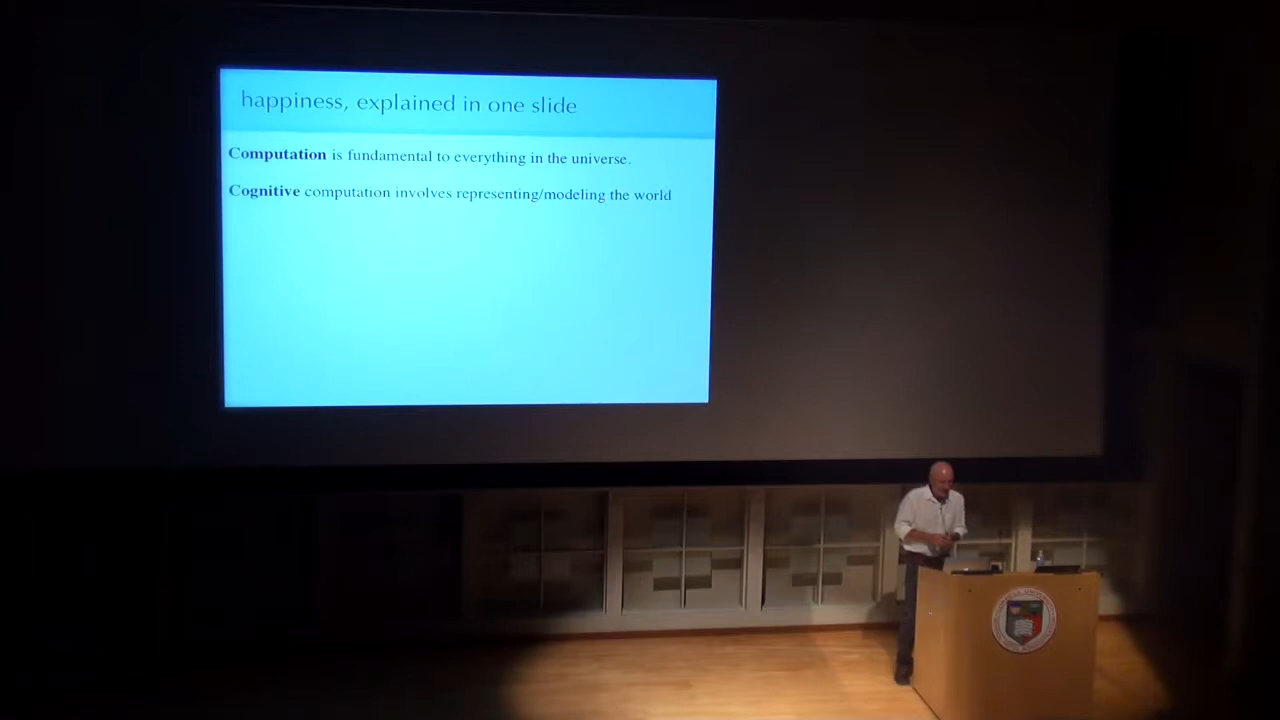 happiness, explained in one slide
Computation is fundamental to everything in the universe.
Cognitive computation involves representing/modeling the world